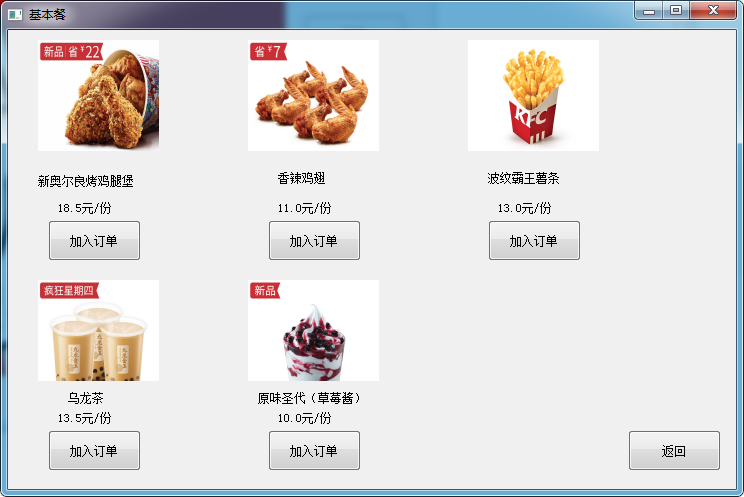 基本餐
新品 省¥22
省¥7
KFC
新奥尔良烤鸡腿堡
香辣鸡翅
波纹霸王薯条
18.5元/份
11.0元/份
13.0元/份
加入订单
加入订单
加入订单
疯狂星期四
新品
乌龙茶
原味圣代（草莓酱）
13.5元/份
10.0元/份
加入订单
加入订单
返回